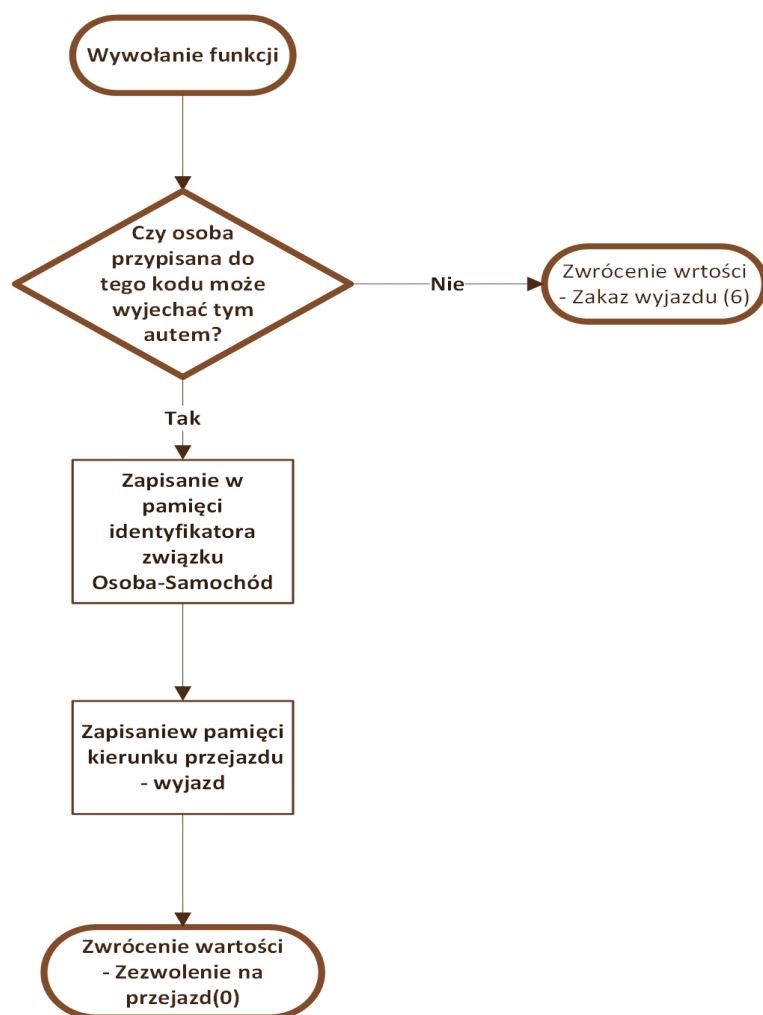 Wywołanie funkcji
Czy osoba
przypisana do
tego kodu może
wyjechać tym
autem?
Nie
Zwrócenie wrtości
- Zakaz wyjazdu (6)
Tak
Zapisanie w
pamięci
identyfikatora
związku
Osoba-Samochód
Zapisaniew pamięci
kierunku przejazdu
- wyjazd
Zwrócenie wartości
- Zezwolenie na
przejazd(0)